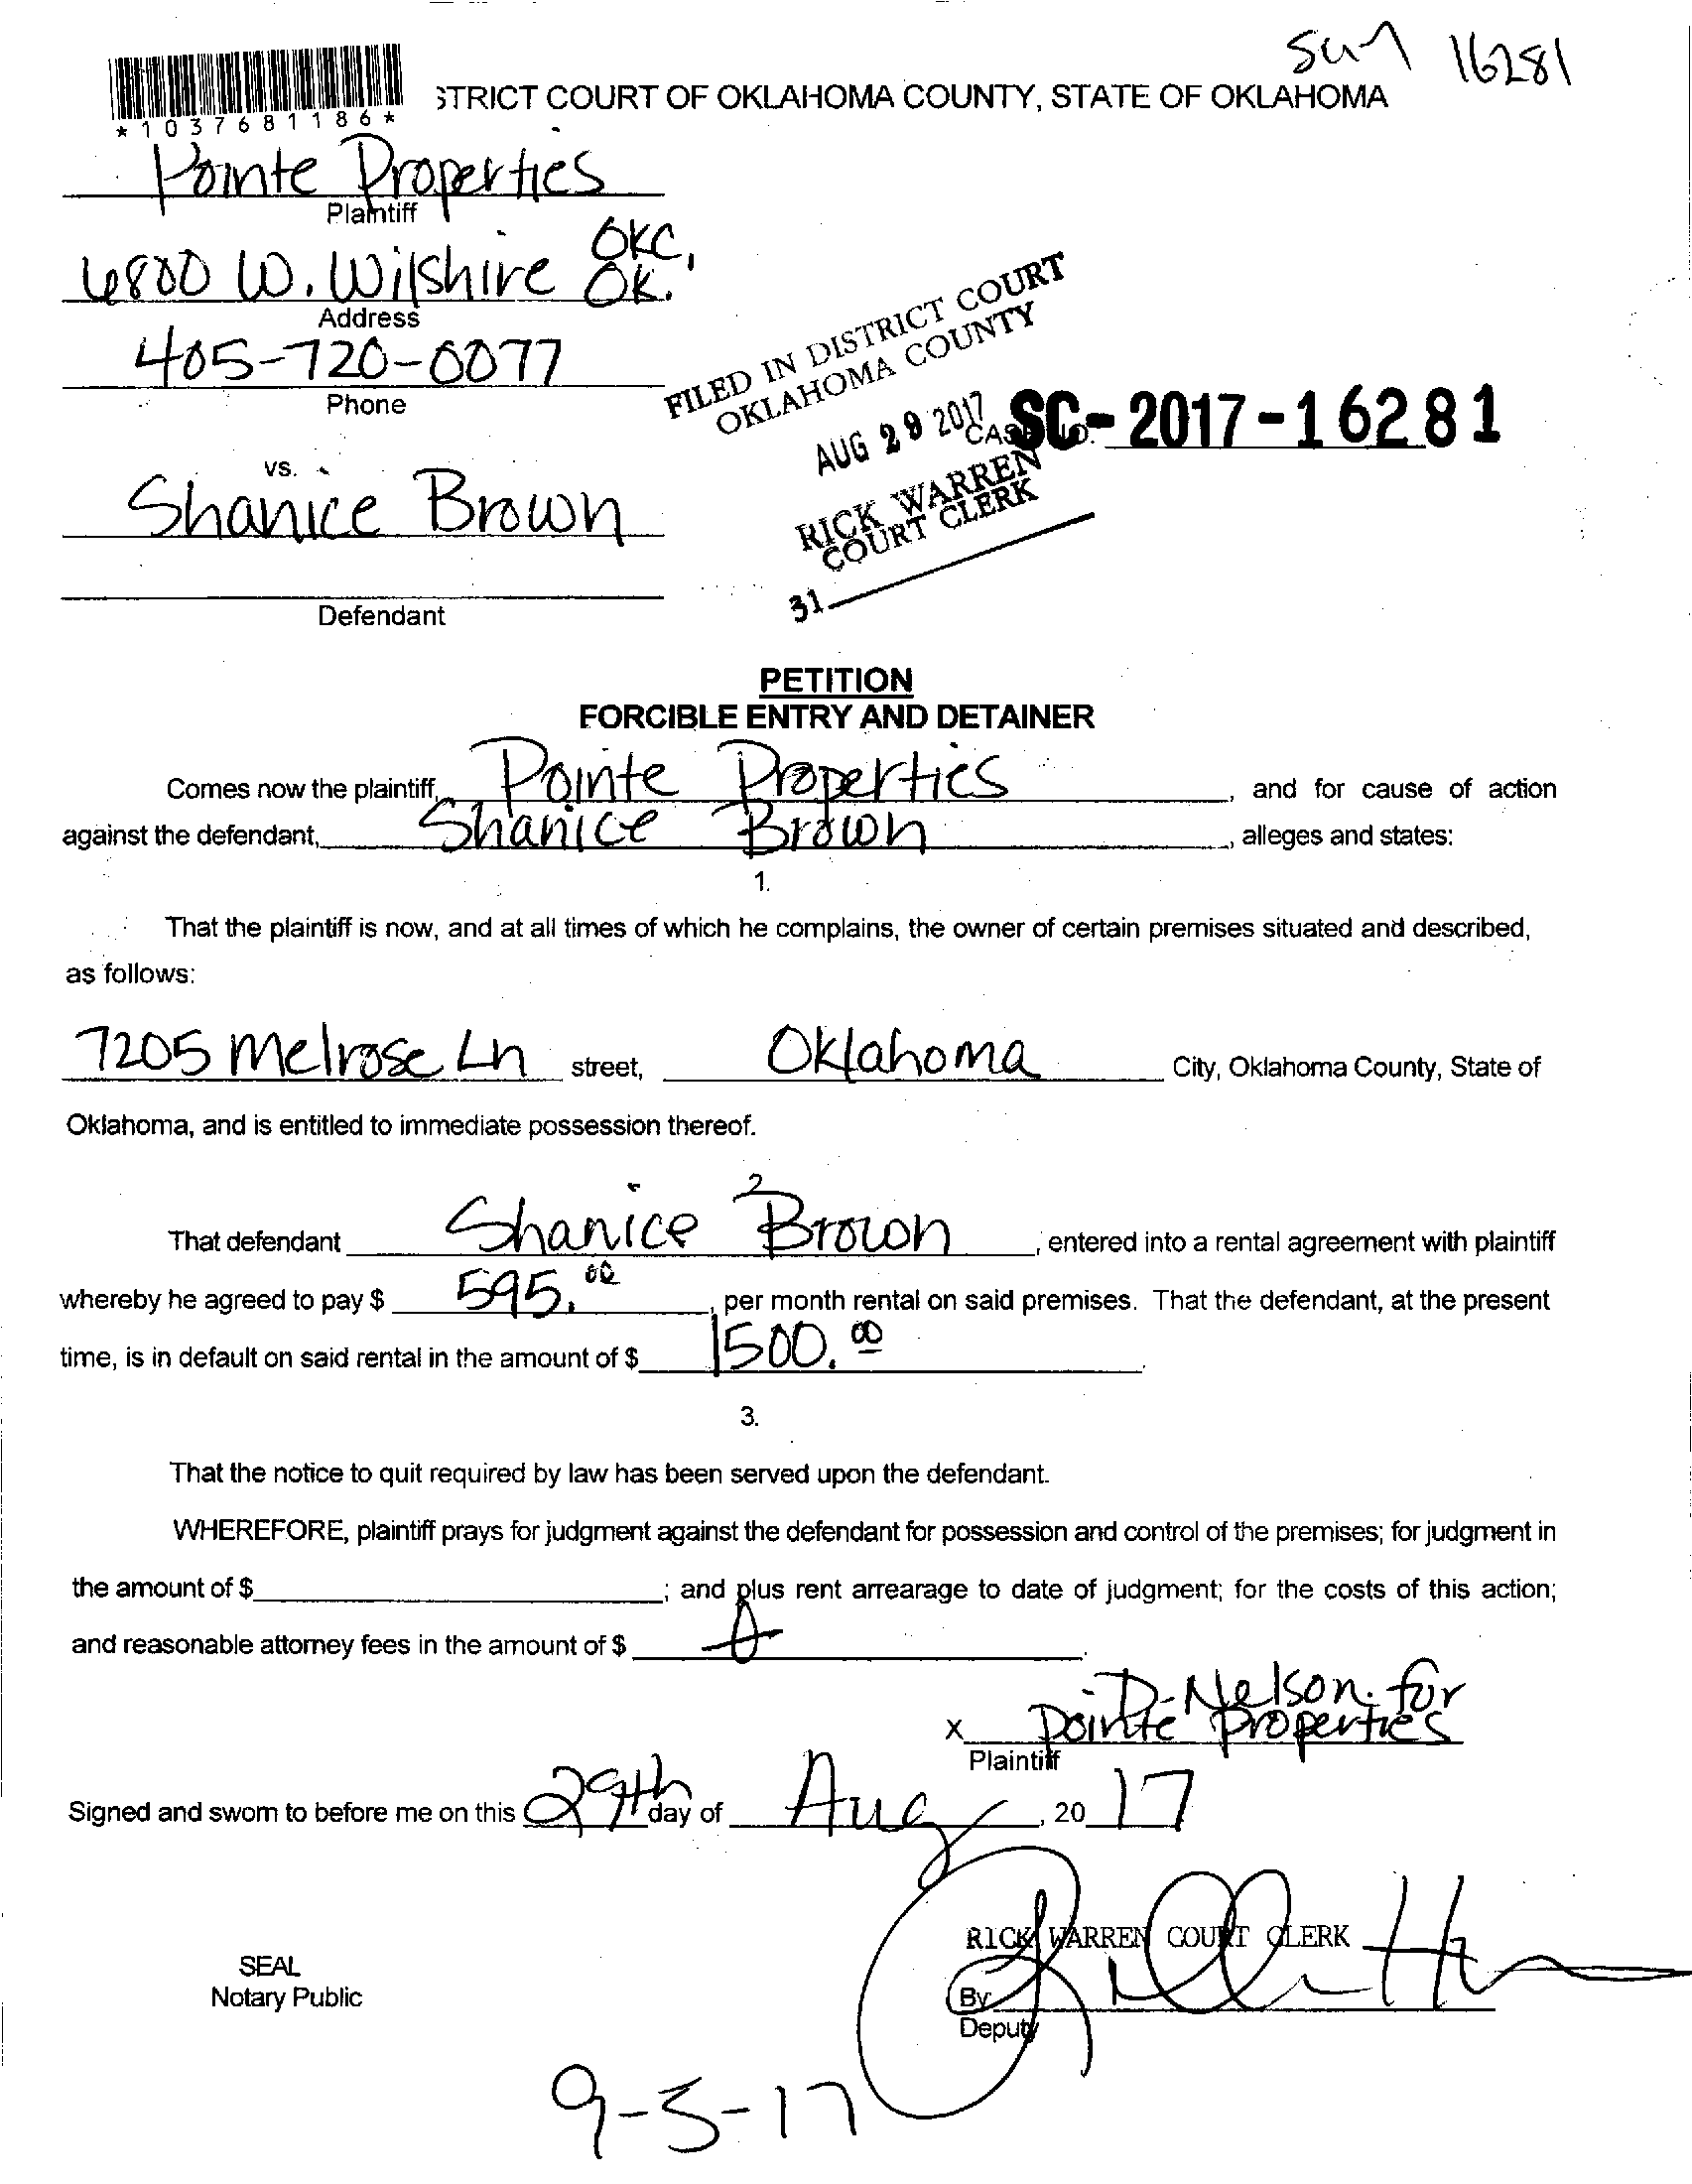 16281
STRICT COURT OF OKLAHOMA COUNTY, STATE OF OKLAHOMA
*1037681186*
Pointe Properties
Plaintiff
6800 W. Wilshire OKC, OK.
Address
405-720-0077
Phone
FILED IN DISTRICT COURT
OKLAHOMA COUNTY
AUG 29 2017
CASE NO. SC-2017-16281
RICK WARREN
COURT CLERK
31
vs.
Shanice Brown
Defendant
PETITION
FORCIBLE ENTRY AND DETAINER
Comes now the plaintiff, Pointe Properties, and for cause of action
against the defendant, Shanice Brown, alleges and states:
1.
That the plaintiff is now, and at all times of which he complains, the owner of certain premises situated and described,
as follows:
7205 Melrose Ln street, Oklahoma City, Oklahoma County, State of
Oklahoma, and is entitled to immediate possession thereof.
2
That defendant Shanice Brown, entered into a rental agreement with plaintiff
whereby he agreed to pay $ 595.00, per month rental on said premises. That the defendant, at the present
time, is in default on said rental in the amount of $ 1500.00.
3.
That the notice to quit required by law has been served upon the defendant.
WHEREFORE, plaintiff prays for judgment against the defendant for possession and control of the premises; for judgment in
the amount of $; and plus rent arrearage to date of judgment; for the costs of this action;
and reasonable attorney fees in the amount of $ .
D. Nelson for
X Pointe Properties
Plaintiff
Signed and sworn to before me on this 29th day of Aug, 20 17
RICK WARREN COURT CLERK
SEAL
Notary Public
By
Deputy
9-5-17